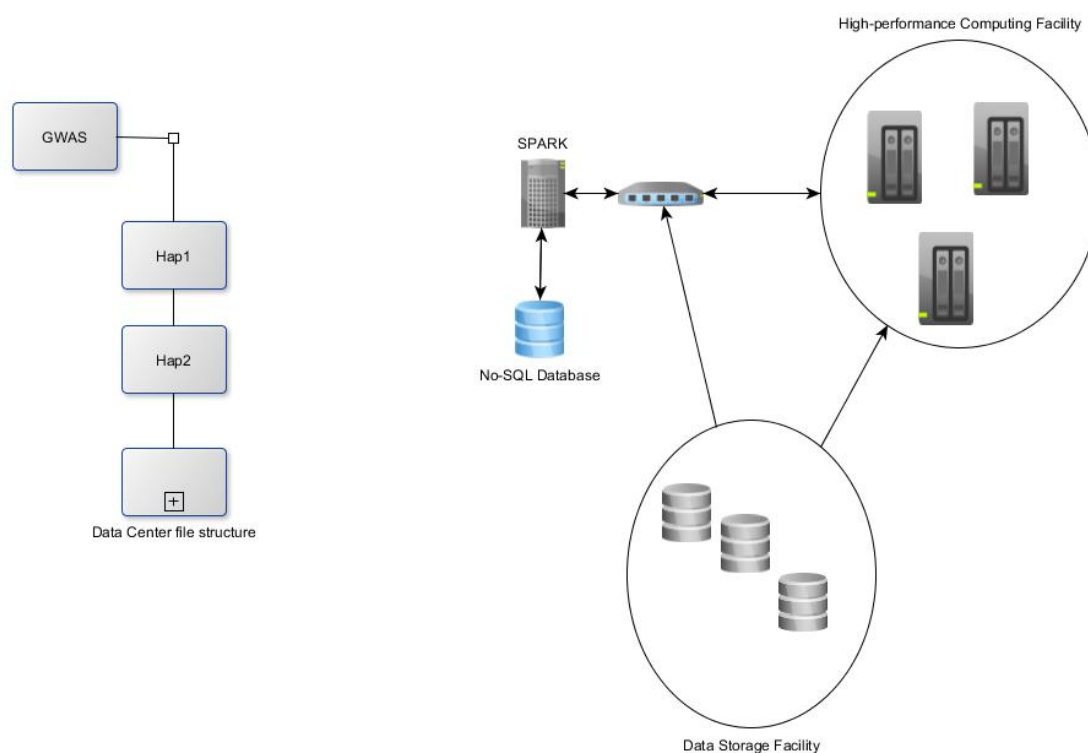 High-performance Computing Facility
GWAS
SPARK
Hap1
Hap2
No-SQL Database
Data Center file structure
Data Storage Facility